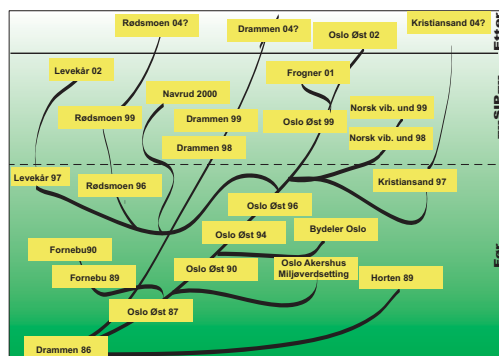 Rødsmoen 04?
Drammen 04?
Kristiansand 04?
Oslo Øst 02
Etter
Levekår 02
Frogner 01
Navrud 2000
Norsk vib. und 99
Rødsmoen 99
Drammen 99
Oslo Øst 99
Norsk vib. und 98
Drammen 98
Levekår 97
Rødsmoen 96
Kristiansand 97
Oslo Øst 96
Bydeler Oslo
Oslo Øst 94
Fornebu90
Oslo Akershus
Miljøverdsetting
Fornebu 89
Oslo Øst 90
Horten 89
Oslo Øst 87
Drammen 86